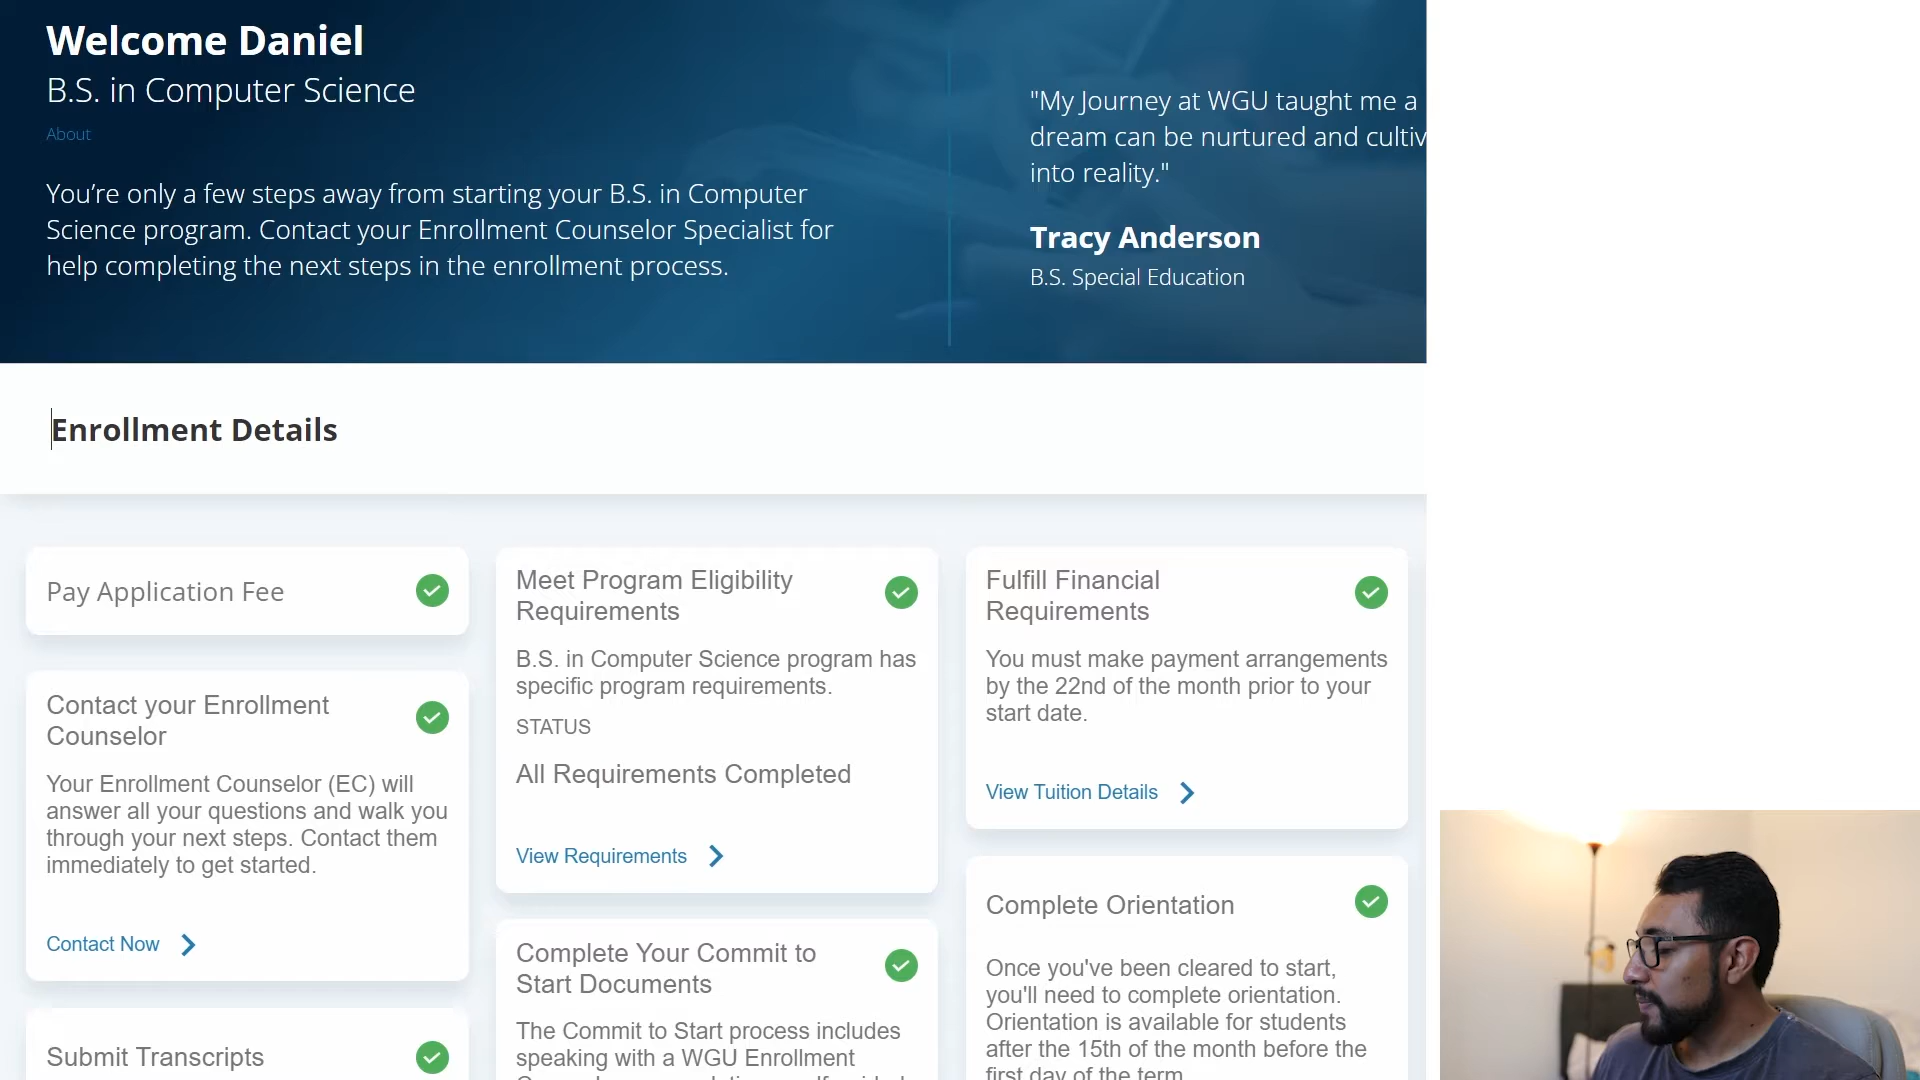 Welcome Daniel
B.S. in Computer Science
About
You’re only a few steps away from starting your B.S. in Computer
Science program. Contact your Enrollment Counselor Specialist for
help completing the next steps in the enrollment process.
"My Journey at WGU taught me a
dream can be nurtured and cultiv
into reality."
Tracy Anderson
B.S. Special Education
Enrollment Details
Pay Application Fee
Contact your Enrollment
Counselor
Your Enrollment Counselor (EC) will
answer all your questions and walk you
through your next steps. Contact them
immediately to get started.
Contact Now
Submit Transcripts
Meet Program Eligibility
Requirements
B.S. in Computer Science program has
specific program requirements.
STATUS
All Requirements Completed
View Requirements
Complete Your Commit to
Start Documents
The Commit to Start process includes
speaking with a WGU Enrollment
Fulfill Financial
Requirements
You must make payment arrangements
by the 22nd of the month prior to your
start date.
View Tuition Details
Complete Orientation
Once you've been cleared to start,
you'll need to complete orientation.
Orientation is available for students
after the 15th of the month before the
first day of the term